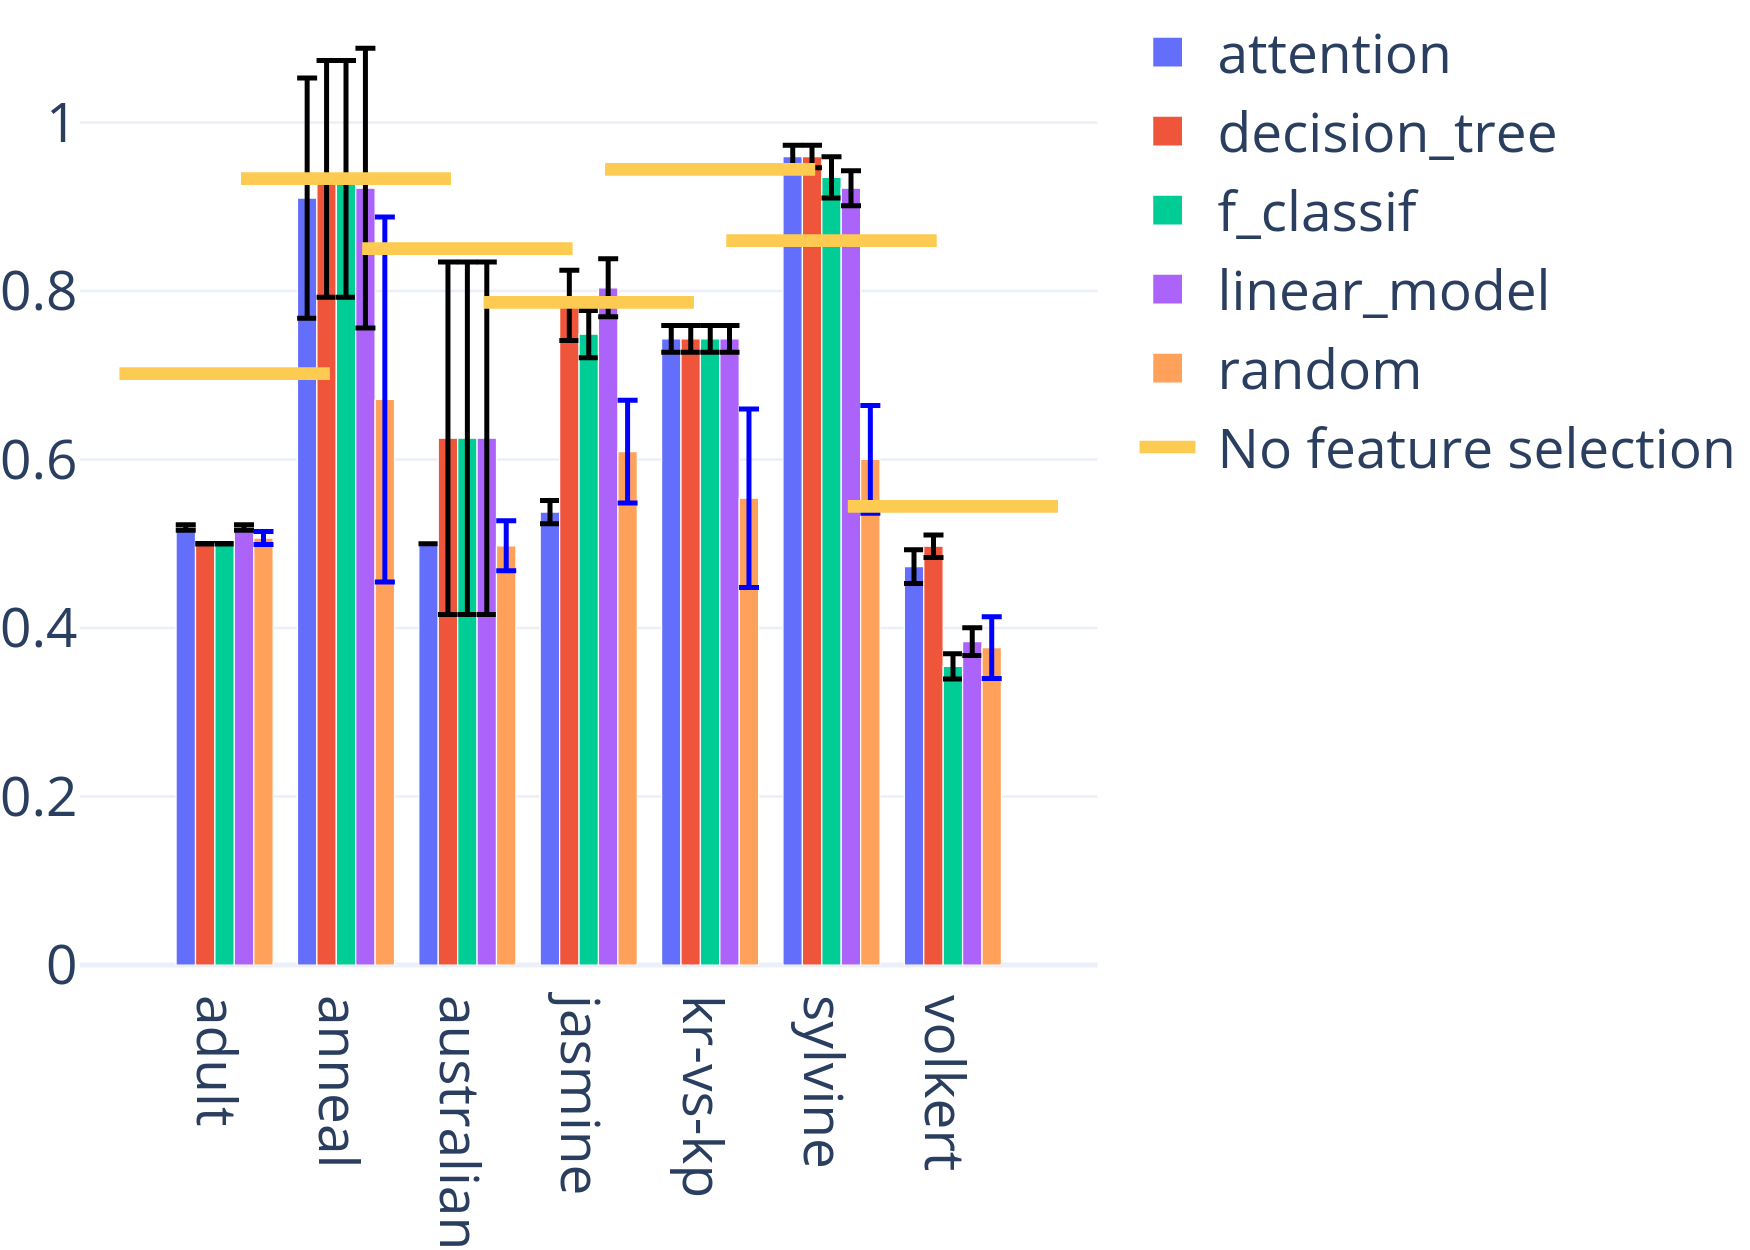 1
0.8
0.6
0.4
0.2
0
adult
anneal
australian
jasmine
kr-vs-kp
sylvine
volkert
attention
decision_tree
f_classif
linear_model
random
No feature selection